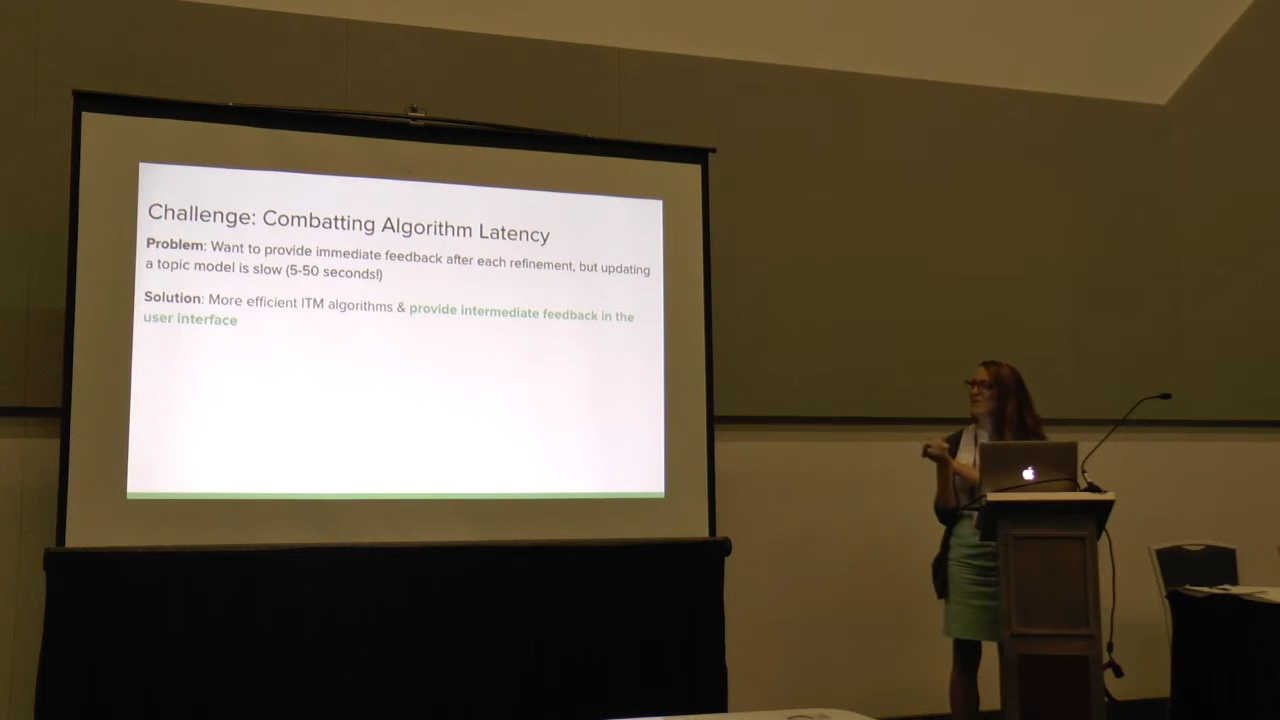 Challenge: Combatting Algorithm Latency
Problem: Want to provide immediate feedback after each refinement, but updating
a topic model is slow (5-50 seconds!)
Solution: More efficient ITM algorithms & provide intermediate feedback in the
user interface